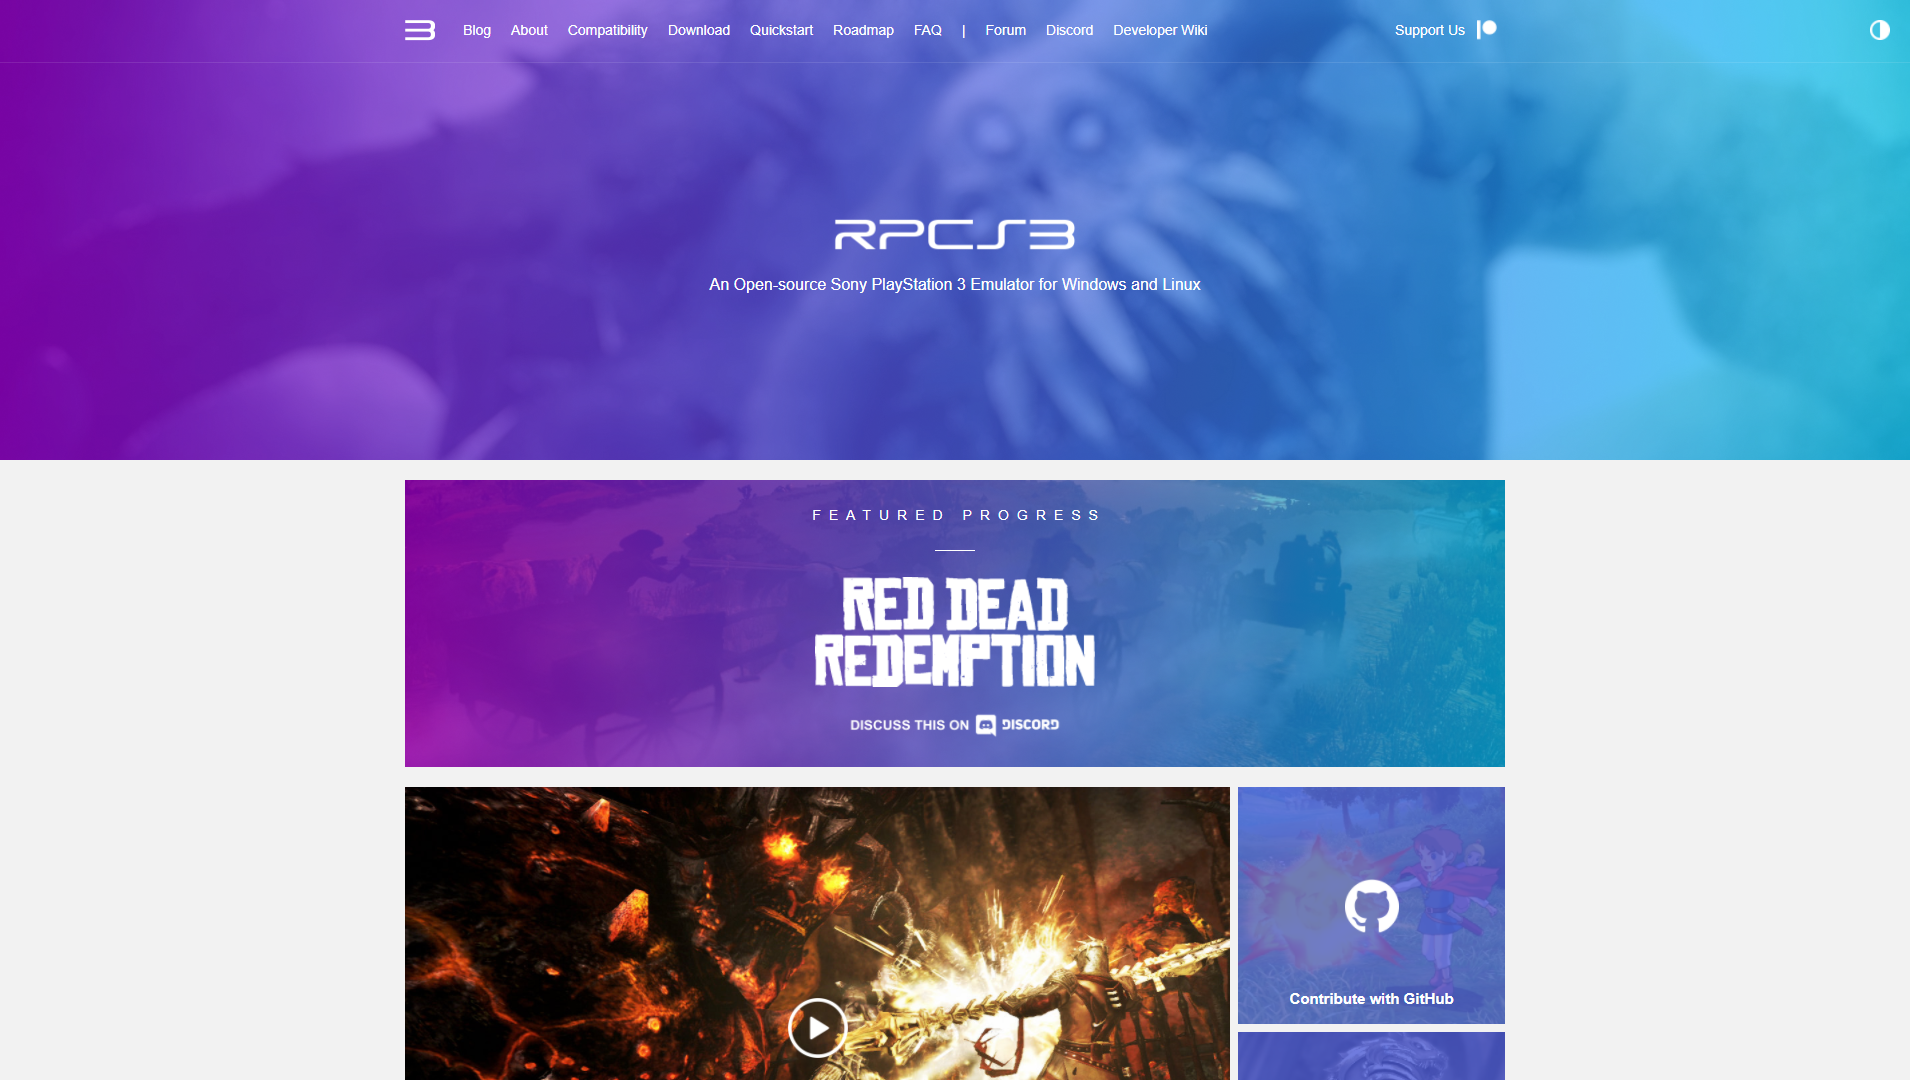 Blog About Compatibility Download Quickstart Roadmap FAQ | Forum Discord Developer Wiki Support Us
RPCS3
An Open-source Sony PlayStation 3 Emulator for Windows and Linux
FEATURED PROGRESS
RED DEAD
REDEMPTION
DISCUSS THIS ON DISCORD
Contribute with GitHub